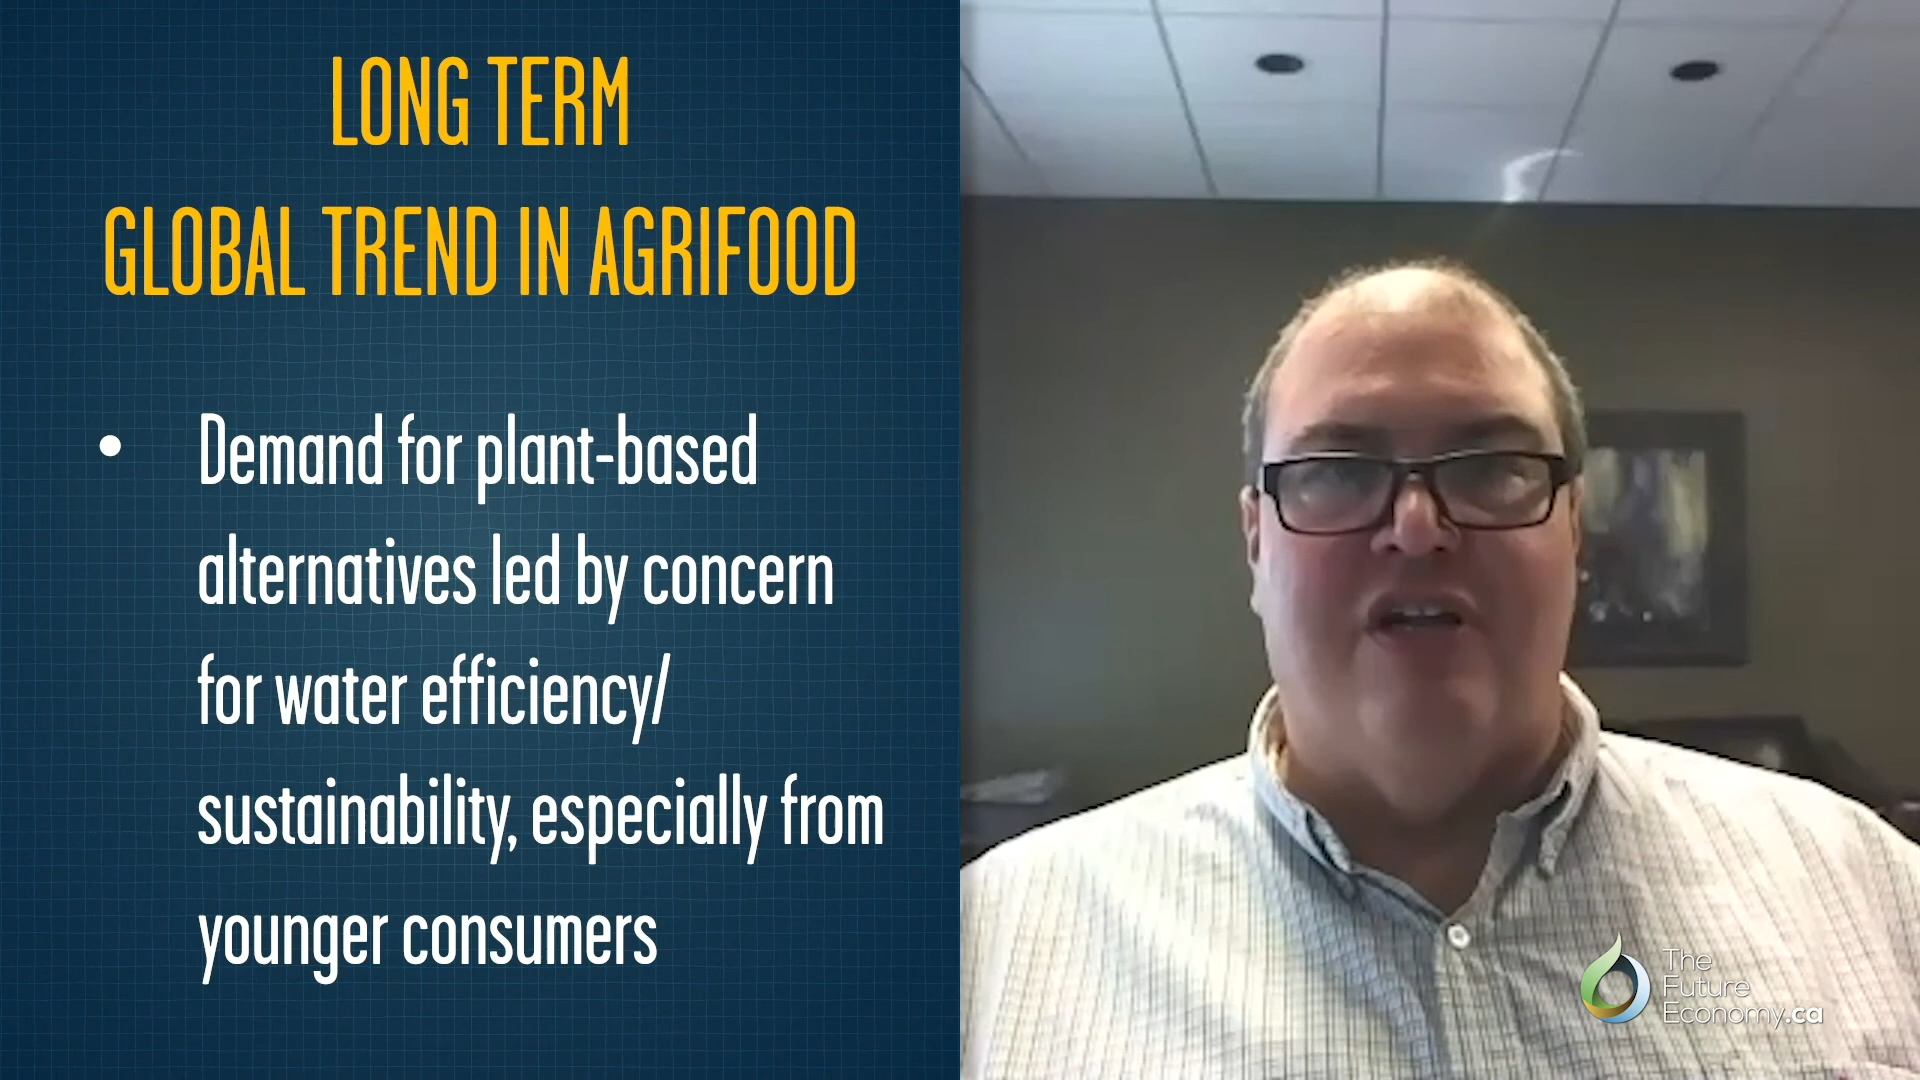 LONG TERM
GLOBAL TREND IN AGRIFOOD
• Demand for plant-based
alternatives led by concern
for water efficiency/
sustainability, especially from
younger consumers
The
Future
Economy.ca